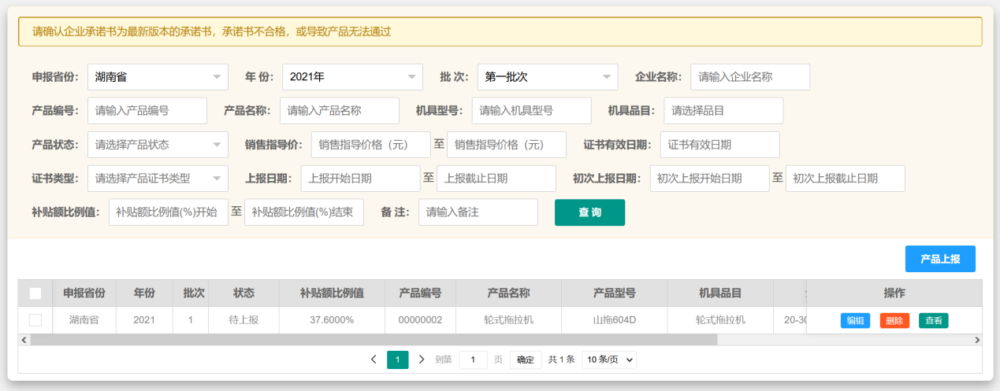 请确认企业承诺书为最新版本的承诺书，承诺书不合格，或导致产品无法通过
申报省份: 湖南省 年 份: 2021年 批 次: 第一批次 企业名称: 请输入企业名称
产品编号: 请输入产品编号 产品名称: 请输入产品名称 机具型号: 请输入机具型号 机具品目: 请选择品目
产品状态: 请选择产品状态 销售指导价: 销售指导价格（元） 至 销售指导价格（元） 证书有效日期: 证书有效日期
证书类型: 请选择产品证书类型 上报日期: 上报开始日期 至 上报截止日期 初次上报日期: 初次上报开始日期 至 初次上报截止日期
补贴额比例值: 补贴额比例值(%)开始 至 补贴额比例值(%)结束 备 注: 请输入备注 查 询
产品上报
申报省份 年份 批次 状态 补贴额比例值 产品编号 产品名称 产品型号 机具品目 操作
湖南省 2021 1 待上报 37.6000% 00000002 轮式拖拉机 山拖604D 轮式拖拉机 20-30 编辑 删除 查看
1 到第 1 页 确定 共 1 条 10 条/页